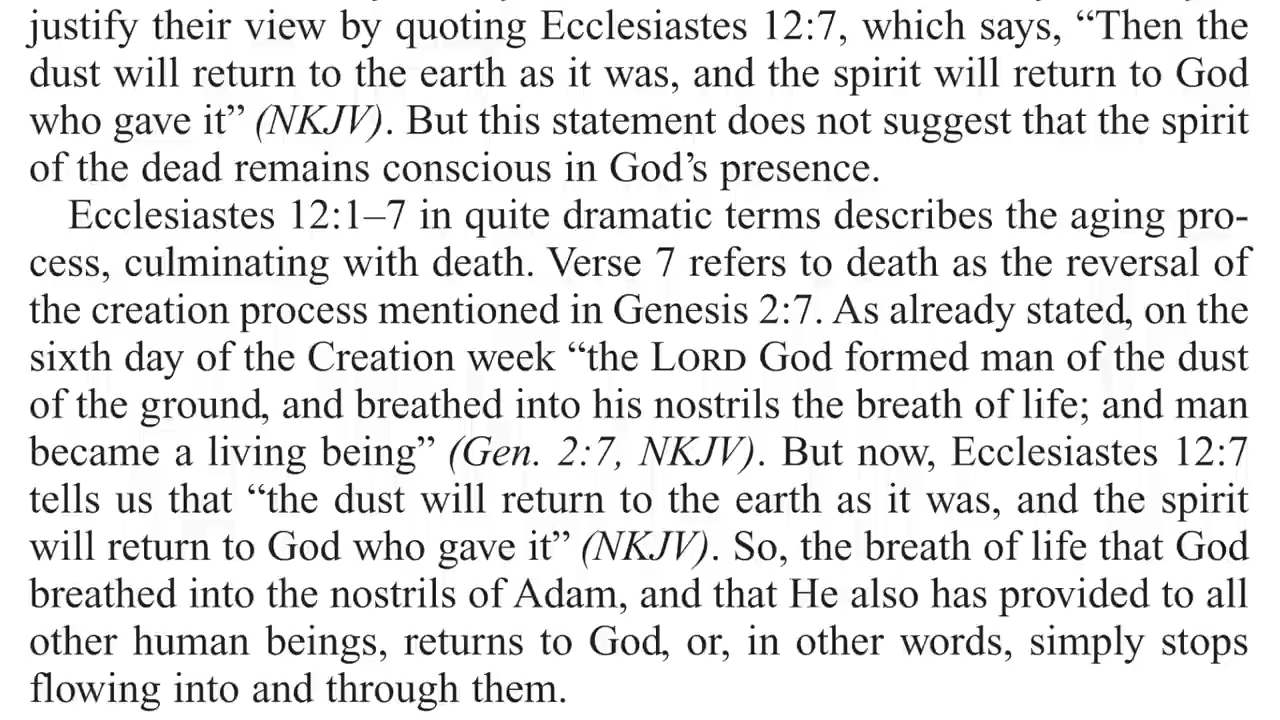 justify their view by quoting Ecclesiastes 12:7, which says, “Then the
dust will return to the earth as it was, and the spirit will return to God
who gave it” (NKJV). But this statement does not suggest that the spirit
of the dead remains conscious in God’s presence.
Ecclesiastes 12:1–7 in quite dramatic terms describes the aging pro-
cess, culminating with death. Verse 7 refers to death as the reversal of
the creation process mentioned in Genesis 2:7. As already stated, on the
sixth day of the Creation week “the LORD God formed man of the dust
of the ground, and breathed into his nostrils the breath of life; and man
became a living being” (Gen. 2:7, NKJV). But now, Ecclesiastes 12:7
tells us that “the dust will return to the earth as it was, and the spirit
will return to God who gave it” (NKJV). So, the breath of life that God
breathed into the nostrils of Adam, and that He also has provided to all
other human beings, returns to God, or, in other words, simply stops
flowing into and through them.